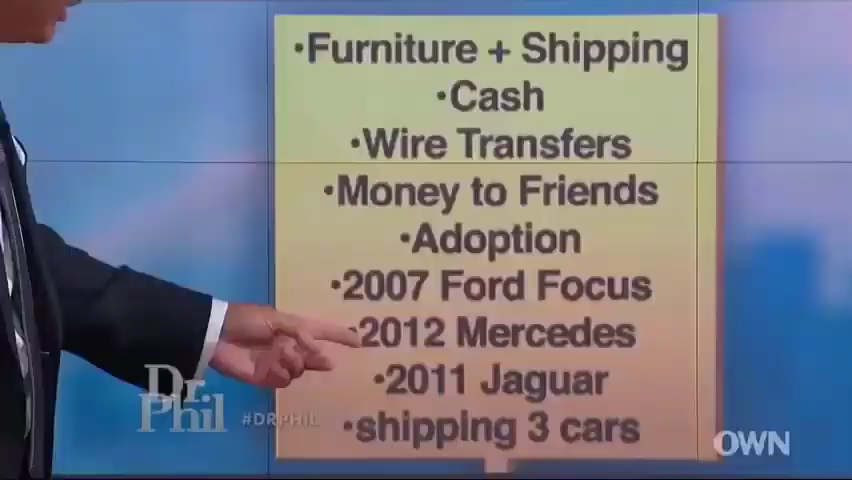 •Furniture + Shipping
•Cash
•Wire Transfers
•Money to Friends
•Adoption
•2007 Ford Focus
•2012 Mercedes
•2011 Jaguar
•shipping 3 cars
Dr.
Phil
#DRPHIL
OWN